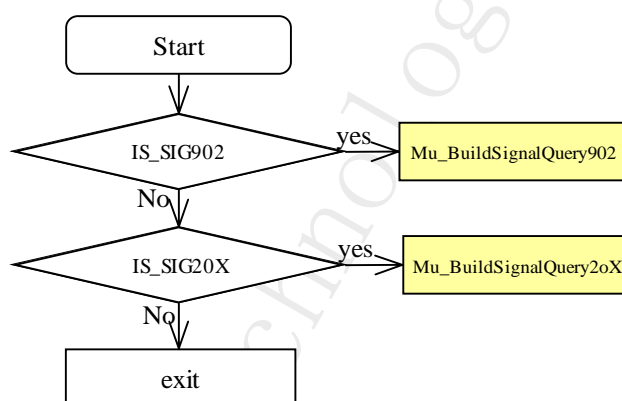 Start
IS_SIG902
yes
Mu_BuildSignalQuery902
No
IS_SIG20X
yes
Mu_BuildSignalQuery2oX
No
exit